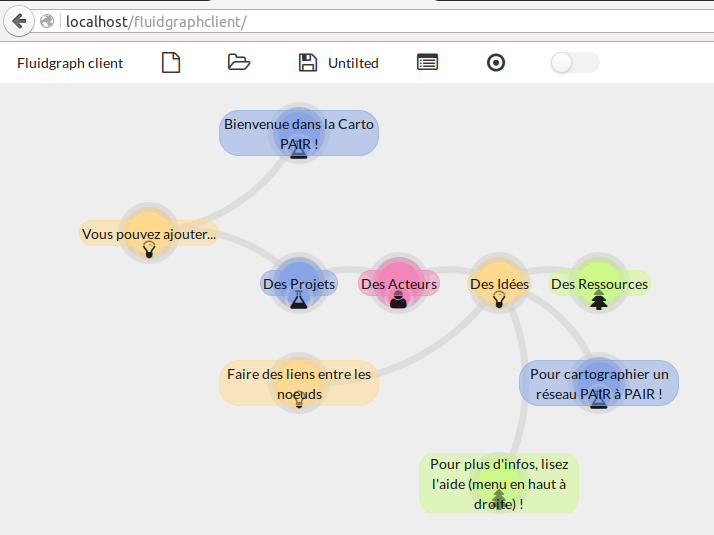 localhost/fluidgraphclient/
Fluidgraph client
Untilted
Bienvenue dans la Carto
PAIR !
Vous pouvez ajouter...
Des Projets
Des Acteurs
Des Idées
Des Ressources
Faire des liens entre les
noeuds
Pour cartographier un
réseau PAIR à PAIR !
Pour plus d'infos, lisez
l'aide (menu en haut à
droite) !